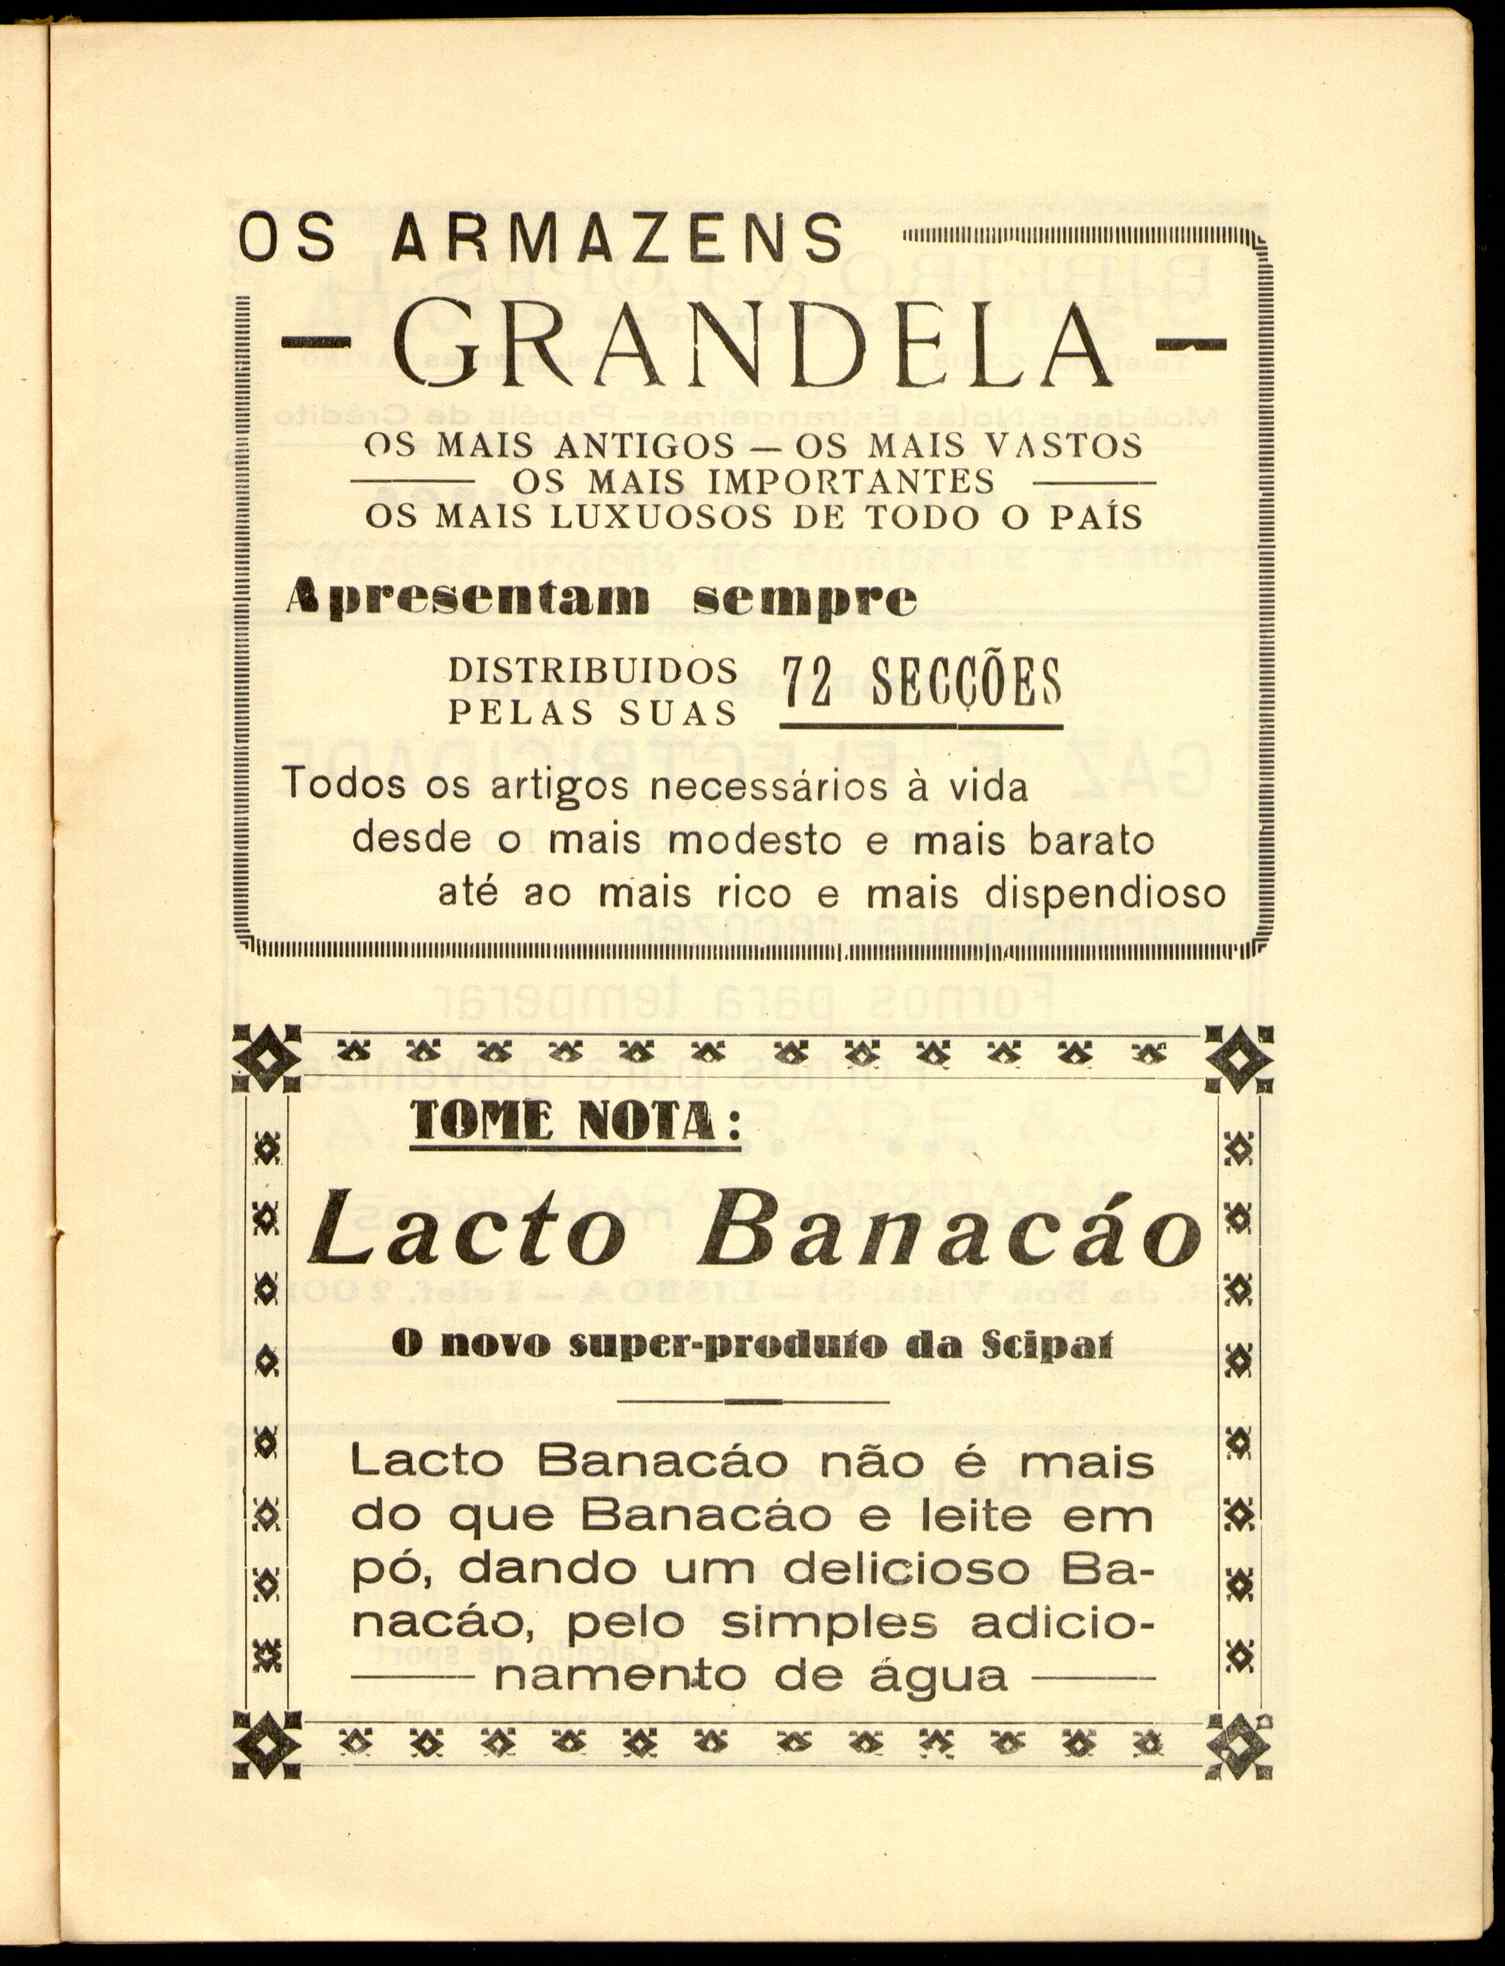 OS ARMAZENS
— GRANDELA —
OS MAIS ANTIGOS — OS MAIS VASTOS
OS MAIS IMPORTANTES
OS MAIS LUXUOSOS DE TODO O PAÍS
Apresentam sempre
DISTRIBUIDOS
PELAS SUAS
72 SECÇÕES
Todos os artigos necessários à vida
desde o mais modesto e mais barato
até ao mais rico e mais dispendioso
TOME NOTA:
Lacto Banacáo
O novo super-produto da Scipat
Lacto Banacáo não é mais
do que Banacáo e leite em
pó, dando um delicioso Ba-
nacáo, pelo simples adicio-
namento de água